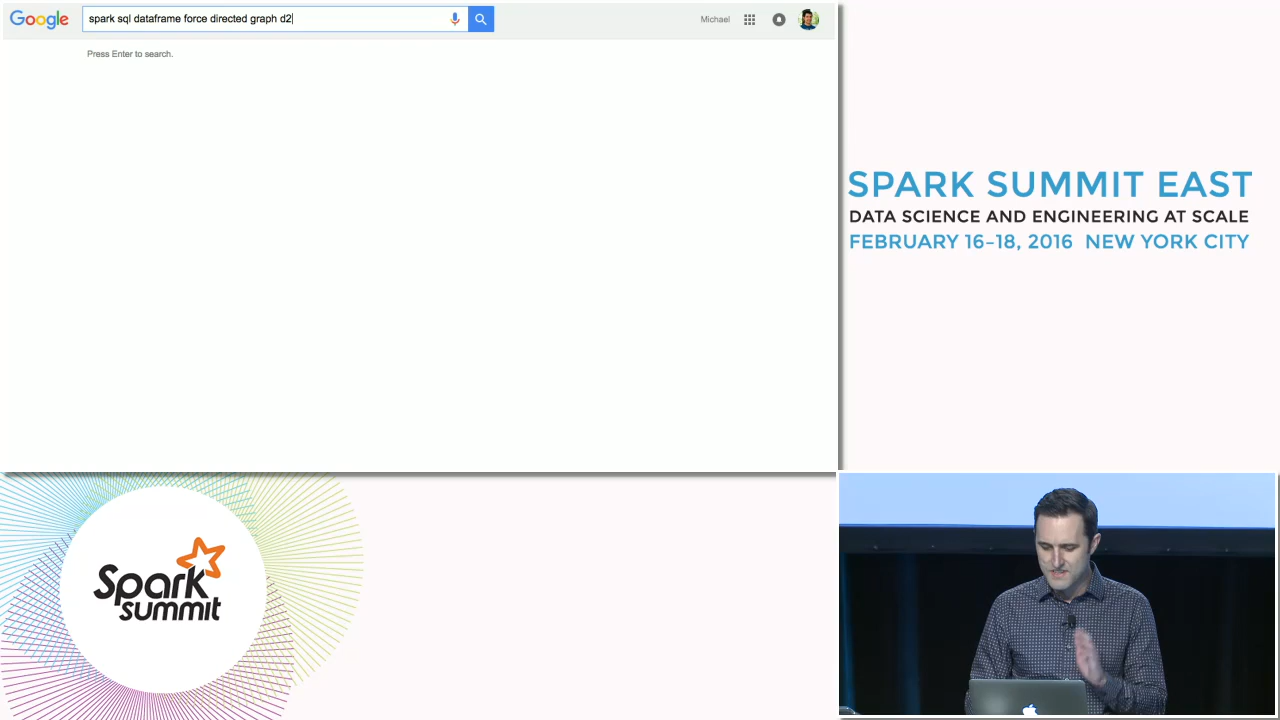 Google
spark sql dataframe force directed graph d2
Michael
Press Enter to search.
SPARK SUMMIT EAST
DATA SCIENCE AND ENGINEERING AT SCALE
FEBRUARY 16–18, 2016 NEW YORK CITY
Spark
summit